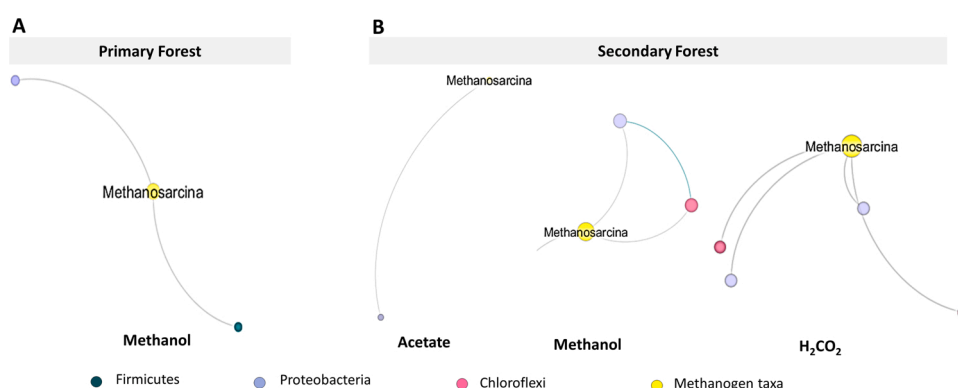 A
B
Primary Forest
Secondary Forest
Methanosarcina
Methanosarcina
Methanosarcina
Methanosarcina
Methanol
Acetate
Methanol
H₂CO₂
Firmicutes
Proteobacteria
Chloroflexi
Methanogen taxa